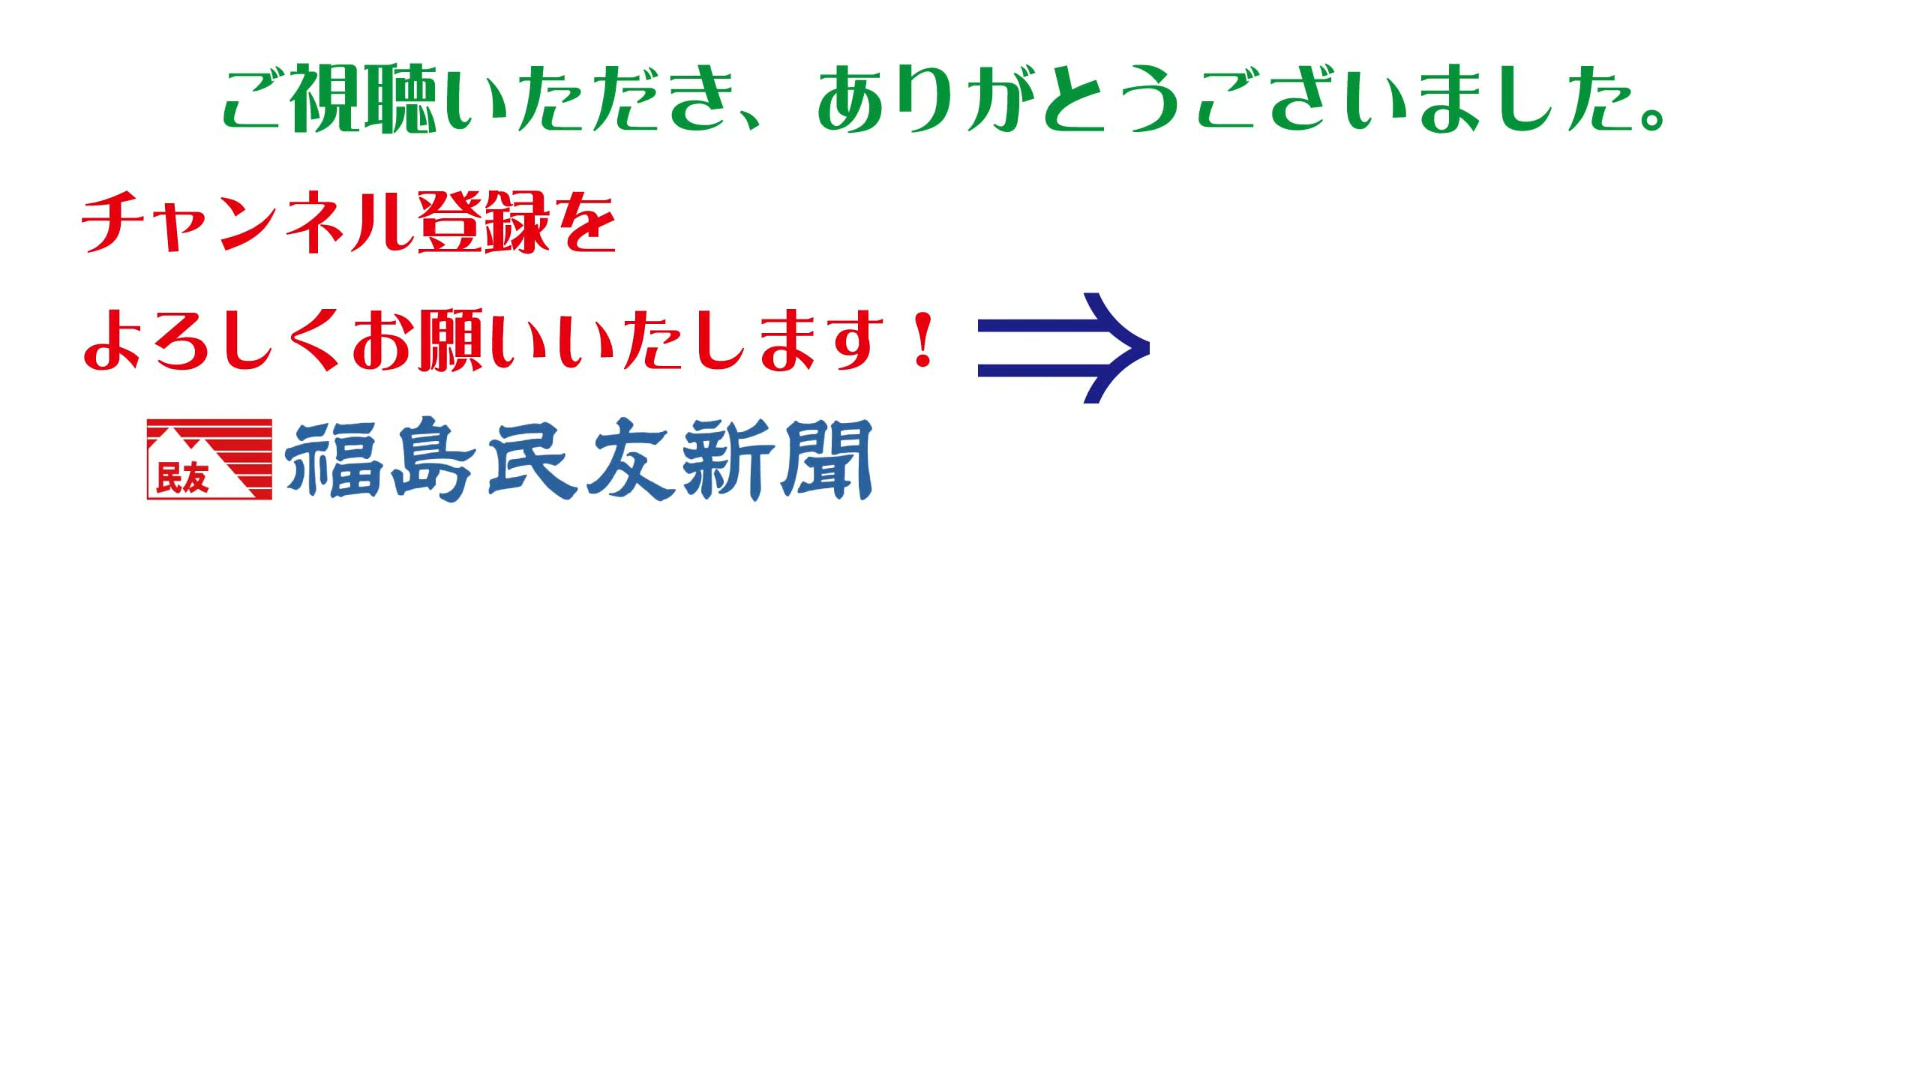 ご視聴いただき、ありがとうございました。
チャンネル登録を
よろしくお願いいたします！⇒
民友 福島民友新聞